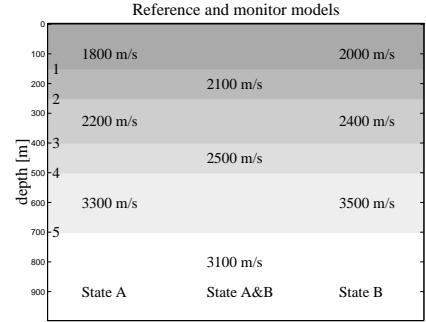 Reference and monitor models
0
100
200
300
400
500
600
700
800
900
depth [m]
1
2
3
4
5
1800 m/s
2000 m/s
2100 m/s
2200 m/s
2400 m/s
2500 m/s
3300 m/s
3500 m/s
3100 m/s
State A
State A&B
State B